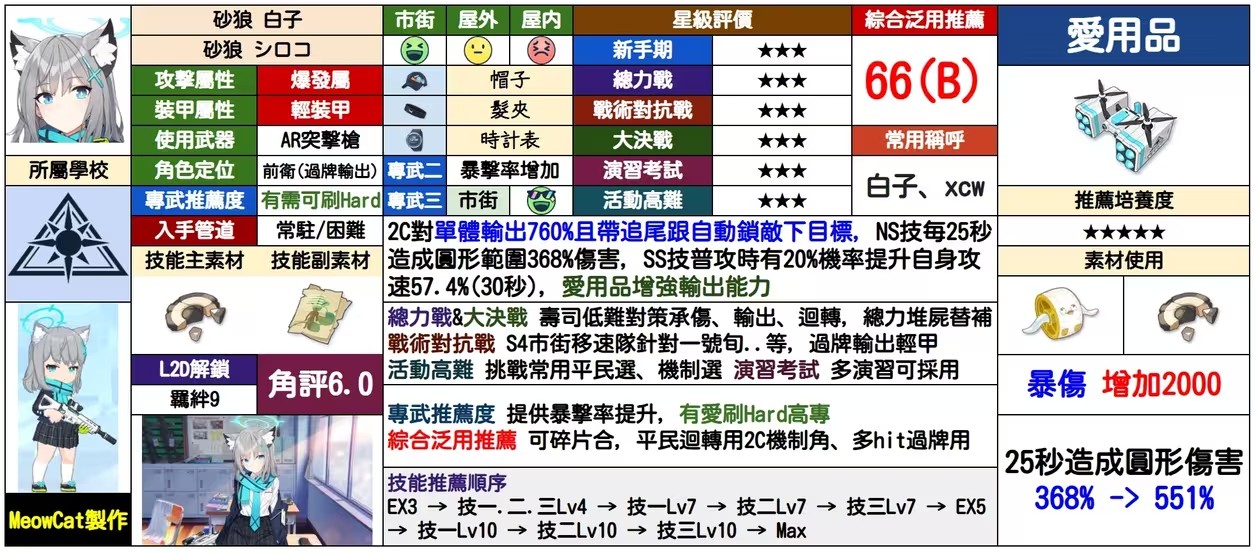 砂狼 白子
砂狼 シロコ
攻擊屬性 爆發屬
裝甲屬性 輕裝甲
使用武器 AR突擊槍
所屬學校
角色定位 前衛(過牌輸出)
專武推薦度 有需可刷Hard
入手管道 常駐/困難
技能主素材 技能副素材
L2D解鎖
羈絆9
角評6.0
MeowCat製作
市街 屋外 屋內
帽子
髮夾
時計表
專武二 暴擊率增加
專武三 市街
星級評價
新手期 ★★★
總力戰 ★★★
戰術對抗戰 ★★★
大決戰 ★★★
演習考試 ★★★
活動高難 ★★★
綜合泛用推薦
66(B)
常用稱呼
白子、xcw
2C對單體輸出760%且帶追尾跟自動鎖敵下目標, NS技每25秒
造成圓形範圍368%傷害, SS技普攻時有20%機率提升自身攻
速57.4%(30秒), 愛用品增強輸出能力
總力戰&大決戰 壽司低難對策承傷、輸出、迴轉, 總力堆屍替補
戰術對抗戰 S4市街移速隊針對一號旬..等, 過牌輸出輕甲
活動高難 挑戰常用平民選、機制選 演習考試 多演習可採用
專武推薦度 提供暴擊率提升, 有愛刷Hard高專
綜合泛用推薦 可碎片合, 平民迴轉用2C機制角、多hit過牌用
技能推薦順序
EX3 → 技一.二.三Lv4 → 技一Lv7 → 技二Lv7 → 技三Lv7 → EX5
→ 技一Lv10 → 技二Lv10 → 技三Lv10 → Max
愛用品
推薦培養度
★★★★★
素材使用
暴傷 增加2000
25秒造成圓形傷害
368% -> 551%